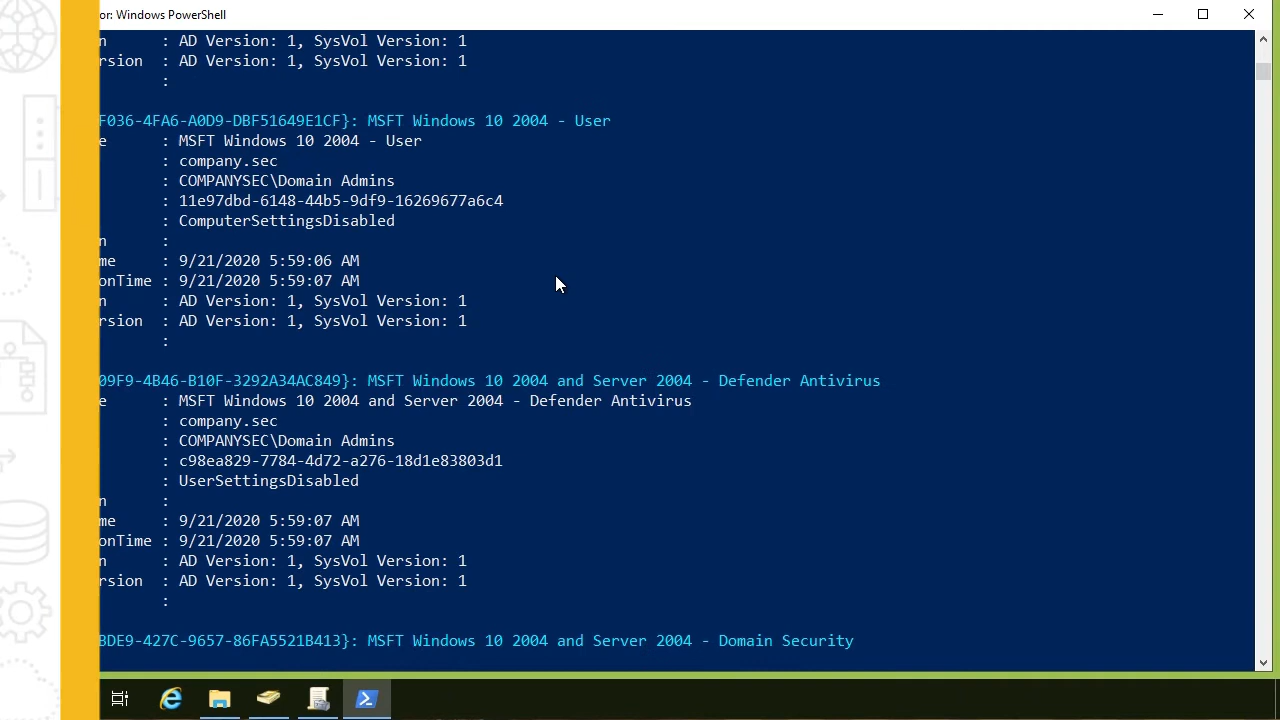 or: Windows PowerShell
n : AD Version: 1, SysVol Version: 1
rsion : AD Version: 1, SysVol Version: 1
:
F036-4FA6-A0D9-DBF51649E1CF}: MSFT Windows 10 2004 - User
e : MSFT Windows 10 2004 - User
: company.sec
: COMPANYSEC\Domain Admins
: 11e97dbd-6148-44b5-9df9-16269677a6c4
: ComputerSettingsDisabled
n :
me : 9/21/2020 5:59:06 AM
onTime : 9/21/2020 5:59:07 AM
n : AD Version: 1, SysVol Version: 1
rsion : AD Version: 1, SysVol Version: 1
:
09F9-4B46-B10F-3292A34AC849}: MSFT Windows 10 2004 and Server 2004 - Defender Antivirus
e : MSFT Windows 10 2004 and Server 2004 - Defender Antivirus
: company.sec
: COMPANYSEC\Domain Admins
: c98ea829-7784-4d72-a276-18d1e83803d1
: UserSettingsDisabled
n :
me : 9/21/2020 5:59:07 AM
onTime : 9/21/2020 5:59:07 AM
n : AD Version: 1, SysVol Version: 1
rsion : AD Version: 1, SysVol Version: 1
:
BDE9-427C-9657-86FA5521B413}: MSFT Windows 10 2004 and Server 2004 - Domain Security